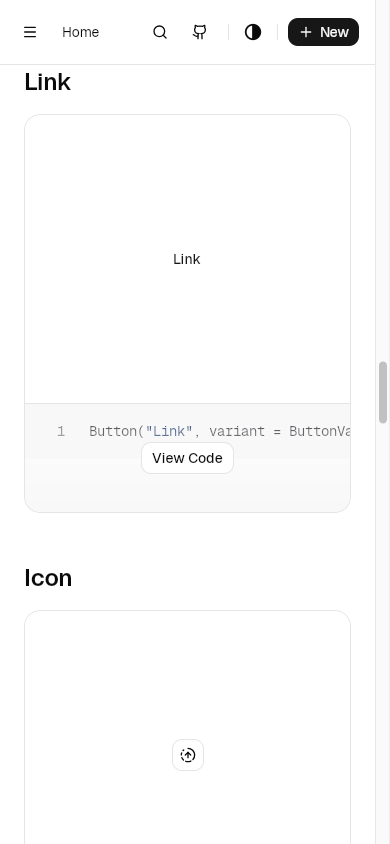 Home
New
Link
Link
1 Button("Link", variant = ButtonVa
View Code
Icon